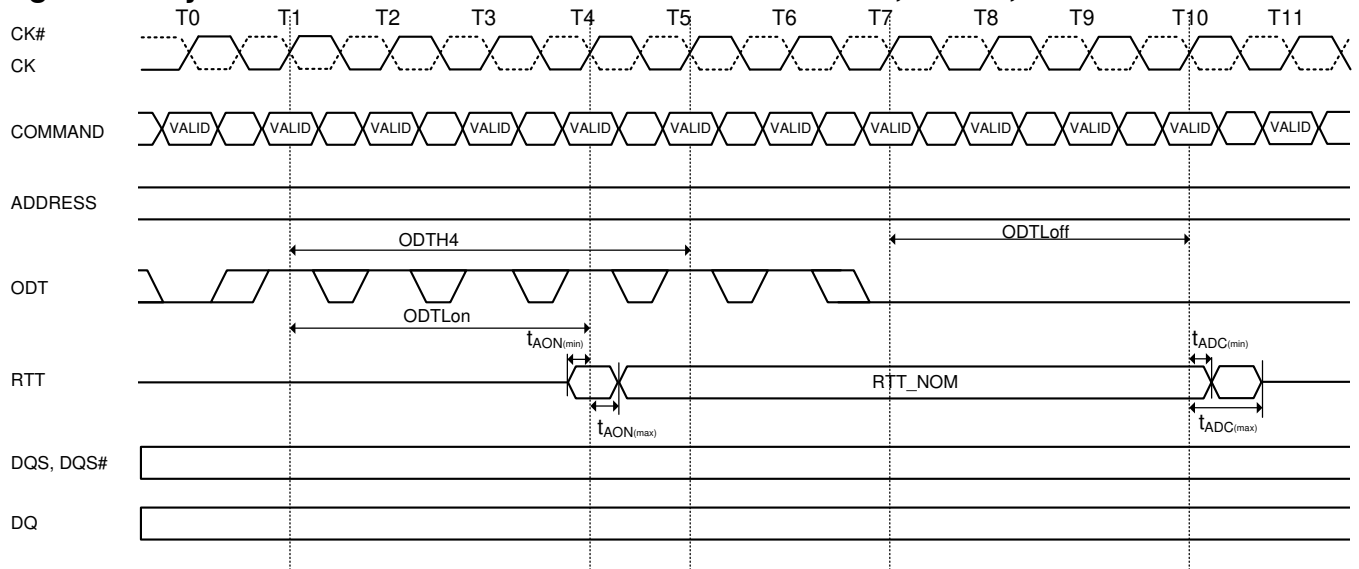 T0 T1 T2 T3 T4 T5 T6 T7 T8 T9 T10 T11
CK#
CK
COMMAND VALID VALID VALID VALID VALID VALID VALID VALID VALID VALID VALID VALID
ADDRESS
ODTH4 ODTLoff
ODT
ODTLon
tAON(min) tADC(min)
RTT RTT_NOM
tAON(max) tADC(max)
DQS, DQS#
DQ